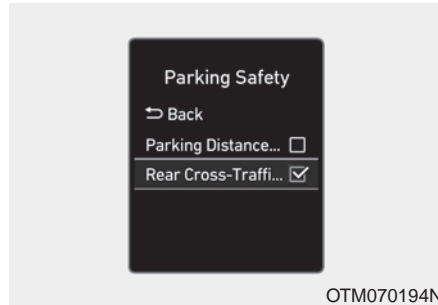 Parking Safety
Back
Parking Distance...
Rear Cross-Traffi...
OTM070194N